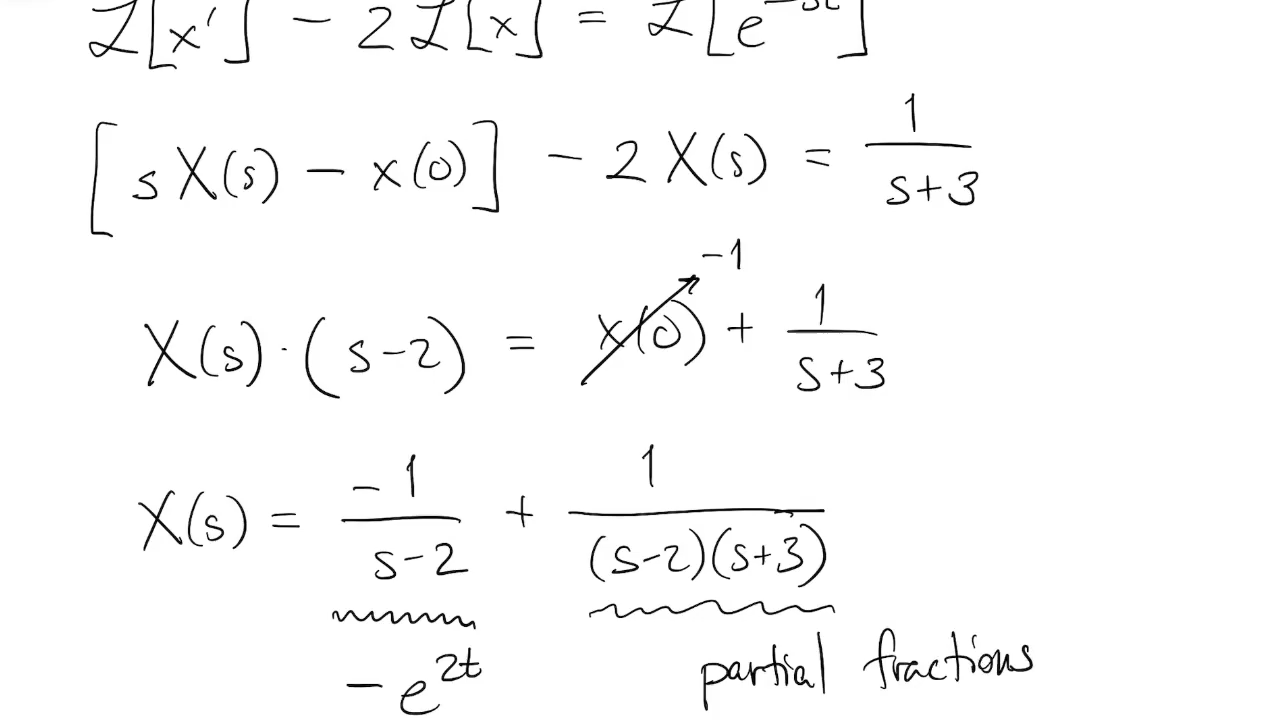 ℒ[x'] − 2ℒ[x] = ℒ[e
[sX(s) − x(0)] − 2X(s) = 1/(s+3)
X(s)·(s−2) = x(0) −1 + 1/(s+3)
X(s) = −1/(s−2) + 1/((s−2)(s+3))
−e^{2t} partial fractions